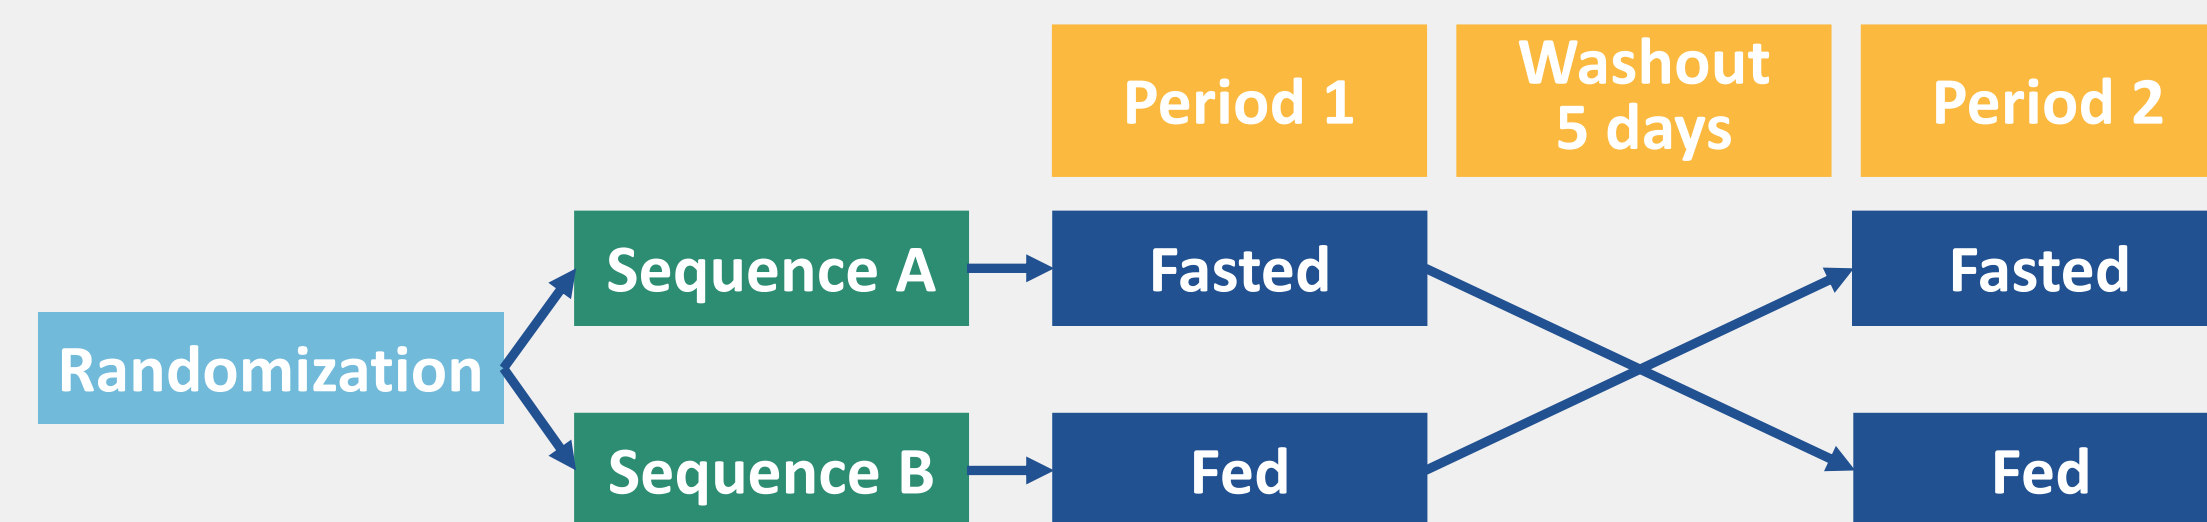 Period 1
Washout
5 days
Period 2
Sequence A
Fasted
Fasted
Randomization
Sequence B
Fed
Fed